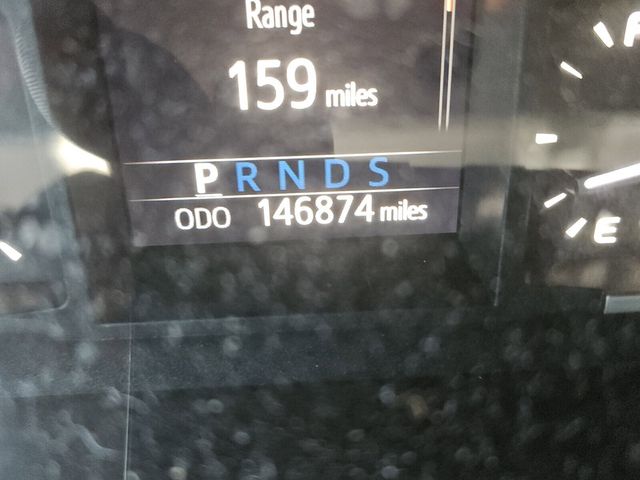 Range
159 miles
P R N D S
ODO 146874 miles
F
E